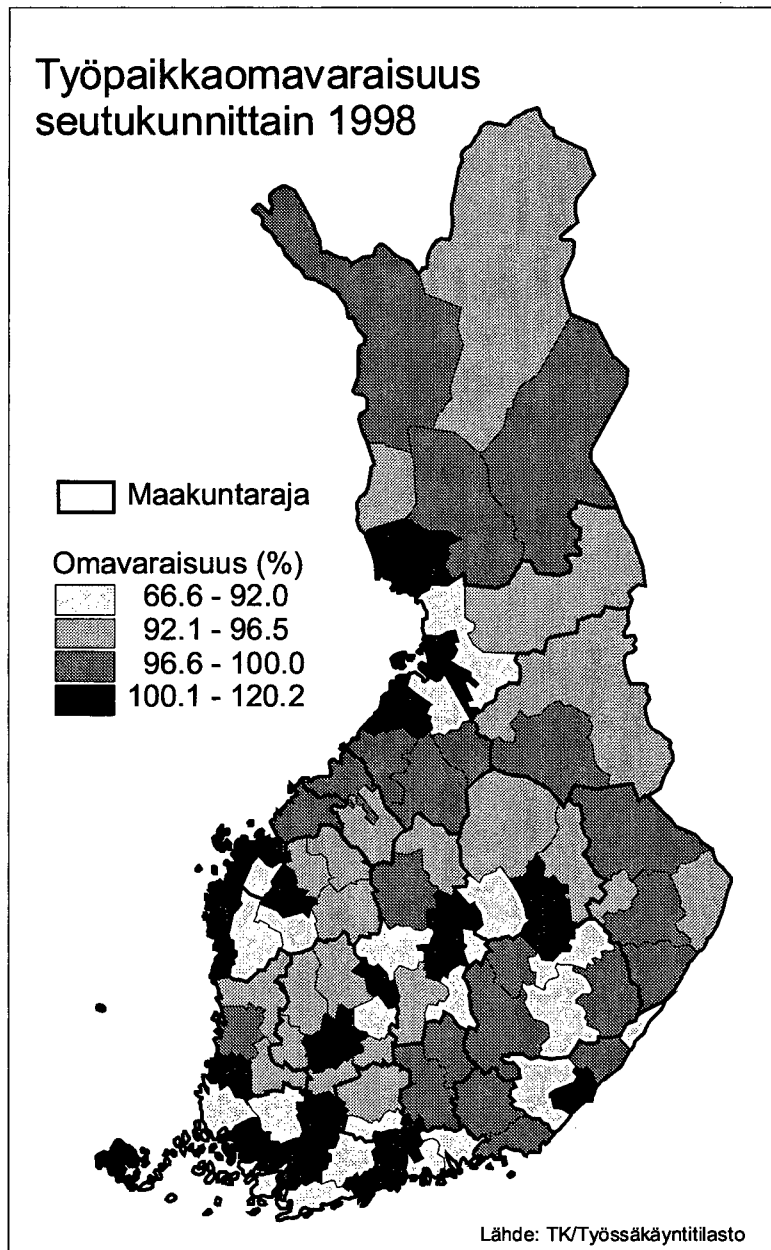 Työpaikkaomavaraisuus
seutukunnittain 1998
Maakuntaraja
Omavaraisuus (%)
66.6 - 92.0
92.1 - 96.5
96.6 - 100.0
100.1 - 120.2
Lähde: TK/Työssäkäyntitilasto